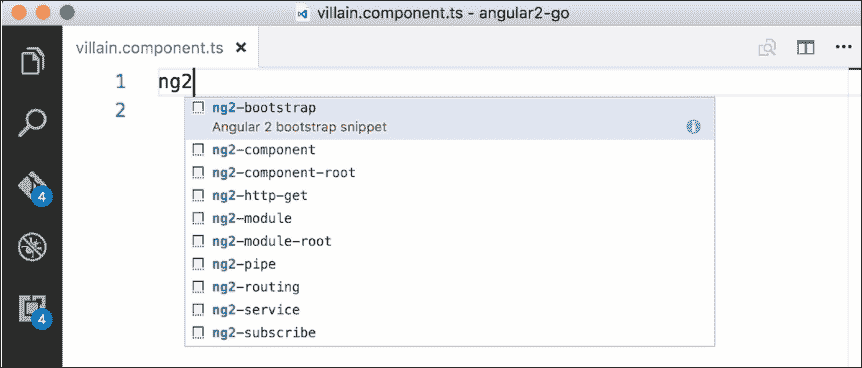 villain.component.ts - angular2-go
villain.component.ts
1 ng2
2
ng2-bootstrap
Angular 2 bootstrap snippet
ng2-component
ng2-component-root
ng2-http-get
ng2-module
ng2-module-root
ng2-pipe
ng2-routing
ng2-service
ng2-subscribe
4
4